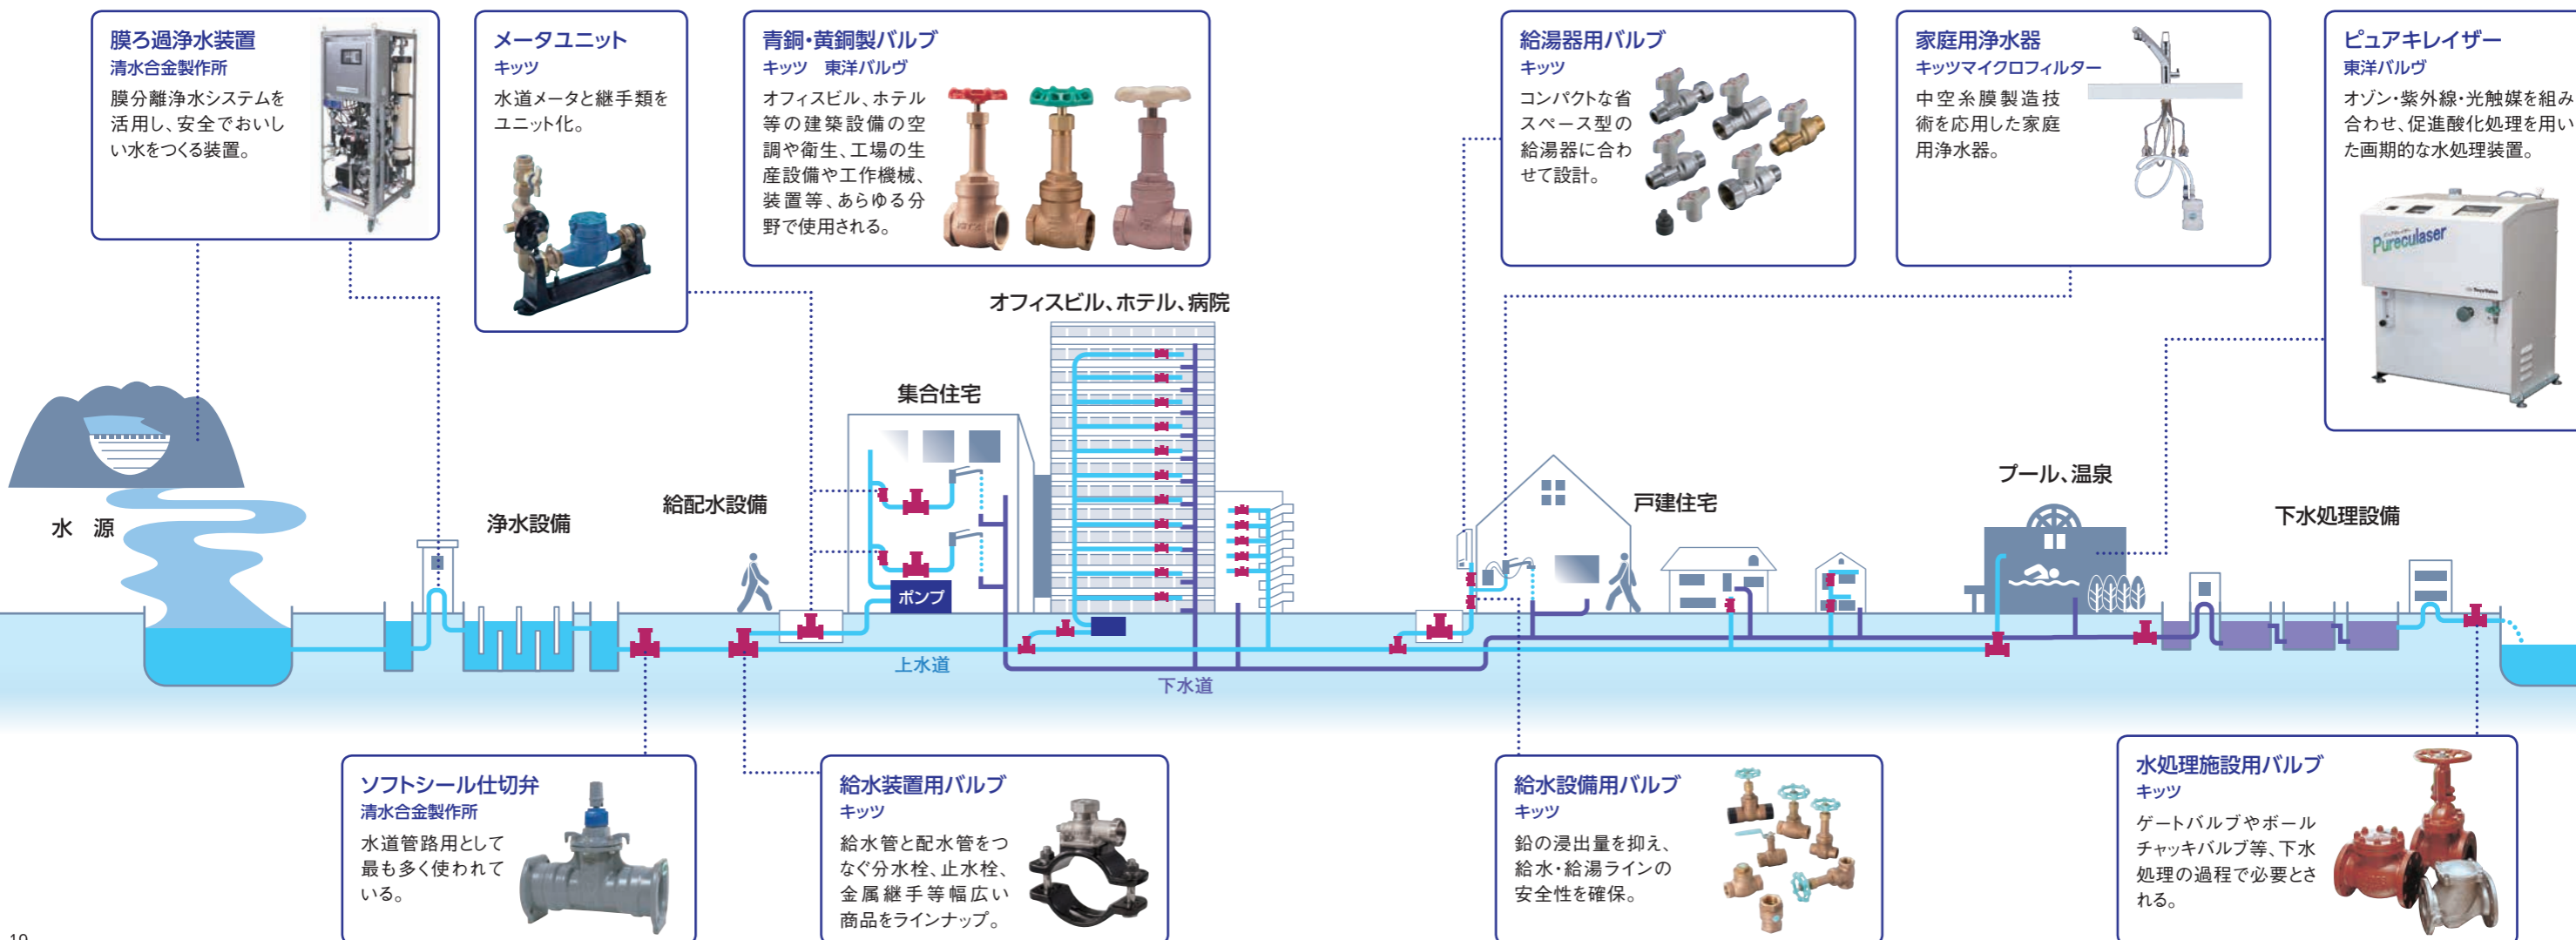 膜ろ過浄水装置
清水合金製作所
膜分離浄水システムを
活用し、安全でおいし
い水をつくる装置。
メータユニット
キッツ
水道メータと継手類を
ユニット化。
青銅・黄銅製バルブ
キッツ　東洋バルヴ
オフィスビル、ホテル
等の建築設備の空
調や衛生、工場の生
産設備や工作機械、
装置等、あらゆる分
野で使用される。
給湯器用バルブ
キッツ
コンパクトな省
スペース型の
給湯器に合わ
せて設計。
家庭用浄水器
キッツマイクロフィルター
中空糸膜製造技
術を応用した家庭
用浄水器。
ピュアキレイザー
東洋バルヴ
オゾン・紫外線・光触媒を組み
合わせ、促進酸化処理を用い
た画期的な水処理装置。
Pureculaser
オフィスビル、ホテル、病院
集合住宅
給配水設備
浄水設備
水　源
ポンプ
戸建住宅
プール、温泉
下水処理設備
上水道
下水道
ソフトシール仕切弁
清水合金製作所
水道管路用として
最も多く使われて
いる。
給水装置用バルブ
キッツ
給水管と配水管をつ
なぐ分水栓、止水栓、
金属継手等幅広い
商品をラインナップ。
給水設備用バルブ
キッツ
鉛の浸出量を抑え、
給水・給湯ラインの
安全性を確保。
水処理施設用バルブ
キッツ
ゲートバルブやボール
チャッキバルブ等、下水
処理の過程で必要とさ
れる。